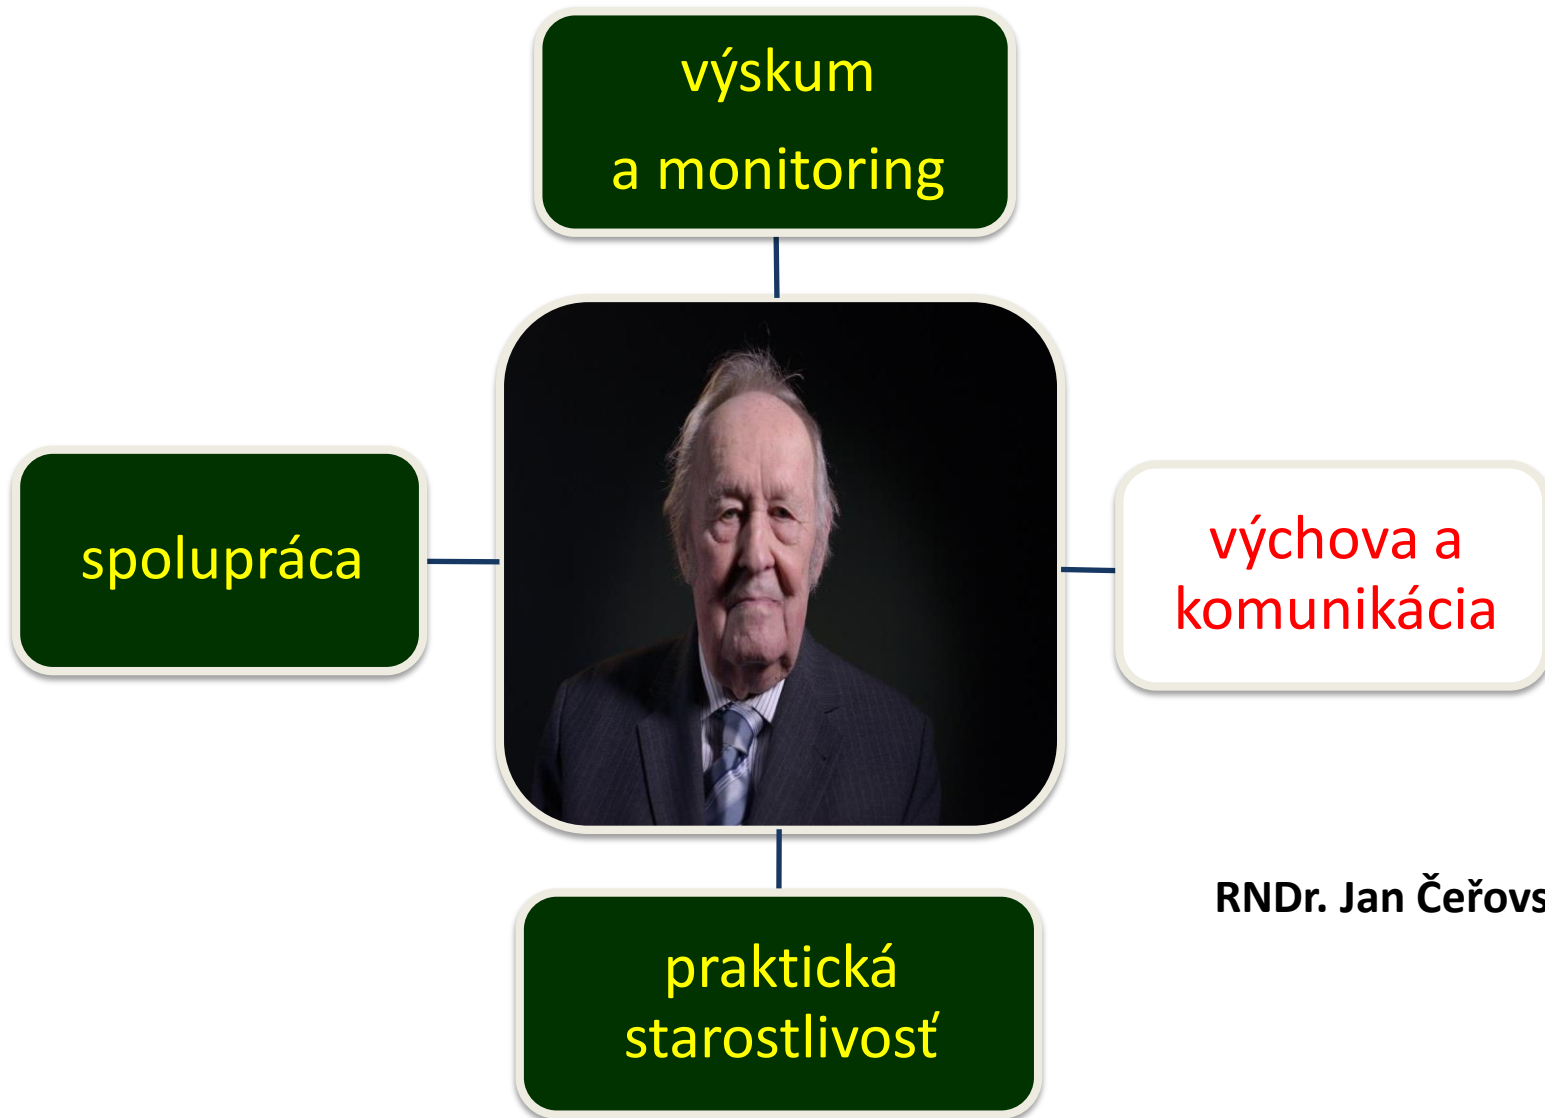 výskum
a monitoring
spolupráca
výchova a
komunikácia
RNDr. Jan Čeřovs
praktická
starostlivosť